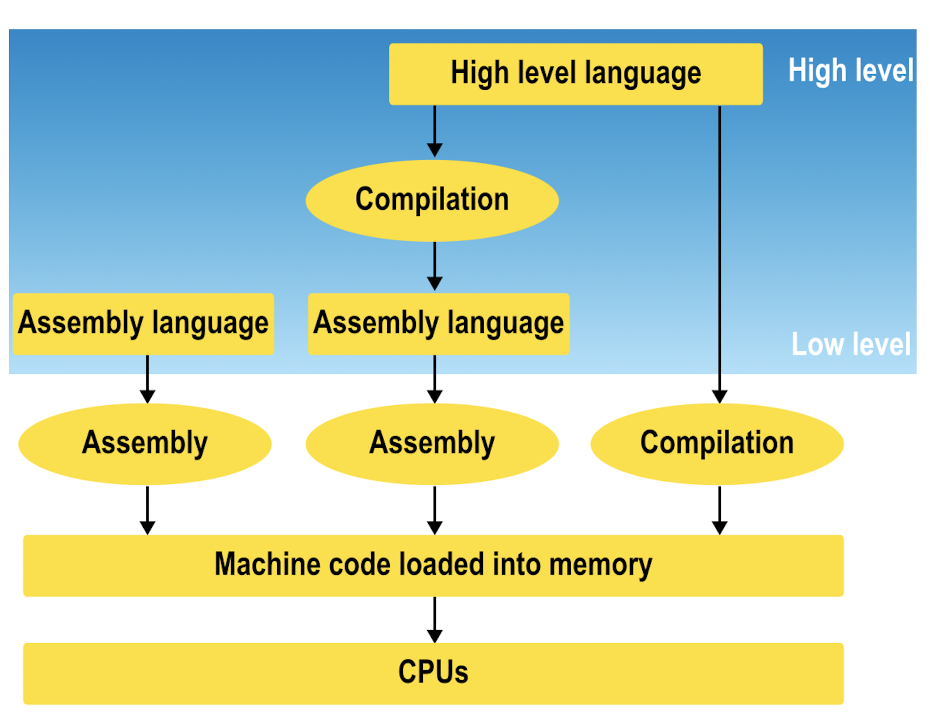 High level language
High level
Compilation
Assembly language
Assembly language
Low level
Assembly
Assembly
Compilation
Machine code loaded into memory
CPUs